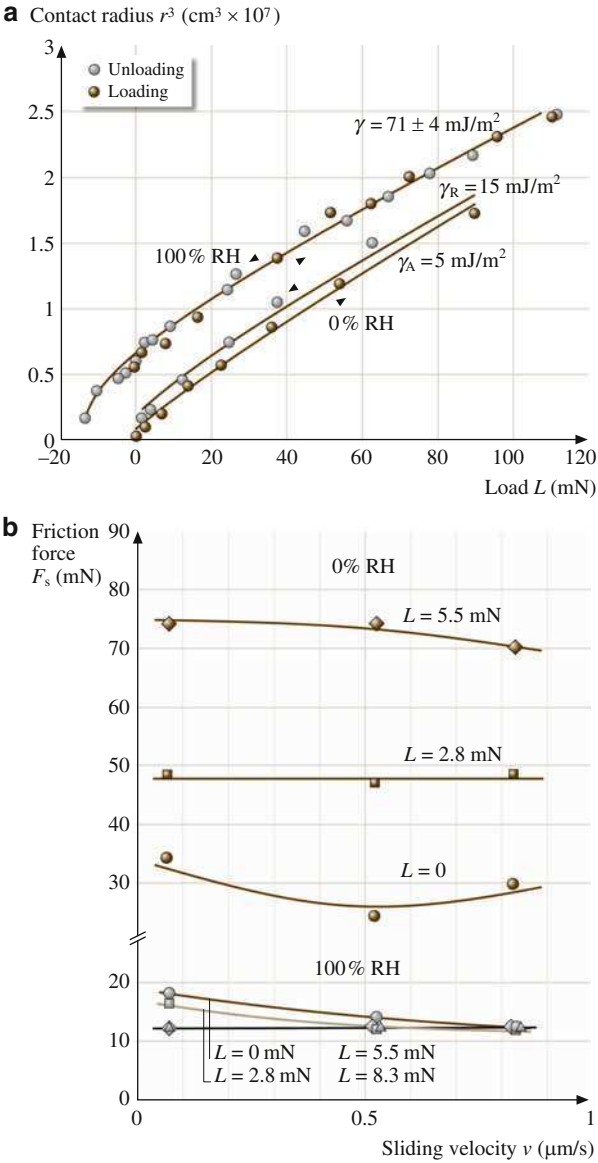 a Contact radius r³ (cm³ × 10⁷)
3
Unloading
Loading
2.5
γ = 71 ± 4 mJ/m²
2
γR = 15 mJ/m²
1.5
100% RH
γA = 5 mJ/m²
1
0% RH
0.5
0
−20 0 20 40 60 80 100 120
Load L (mN)
b Friction
force
Fs (mN)
90
0% RH
80
L = 5.5 mN
70
60
L = 2.8 mN
50
40
L = 0
30
100% RH
20
10
L = 0 mN L = 5.5 mN
L = 2.8 mN L = 8.3 mN
0
0 0.5 1
Sliding velocity v (μm/s)